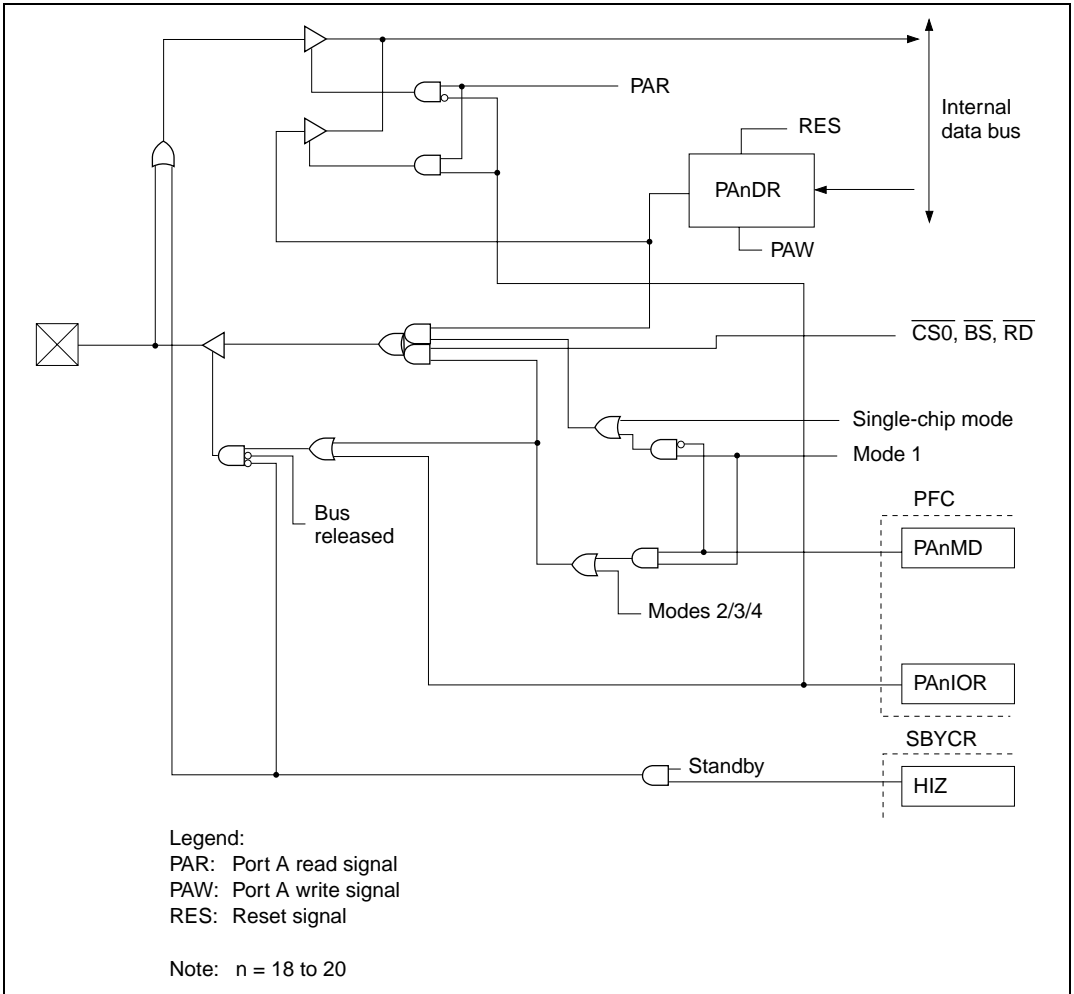 PAR
Internal
data bus
RES
PAnDR
PAW
CS0, BS, RD
Single-chip mode
Mode 1
PFC
Bus
released
PAnMD
Modes 2/3/4
PAnIOR
SBYCR
Standby
HIZ
Legend:
PAR: Port A read signal
PAW: Port A write signal
RES: Reset signal
Note: n = 18 to 20